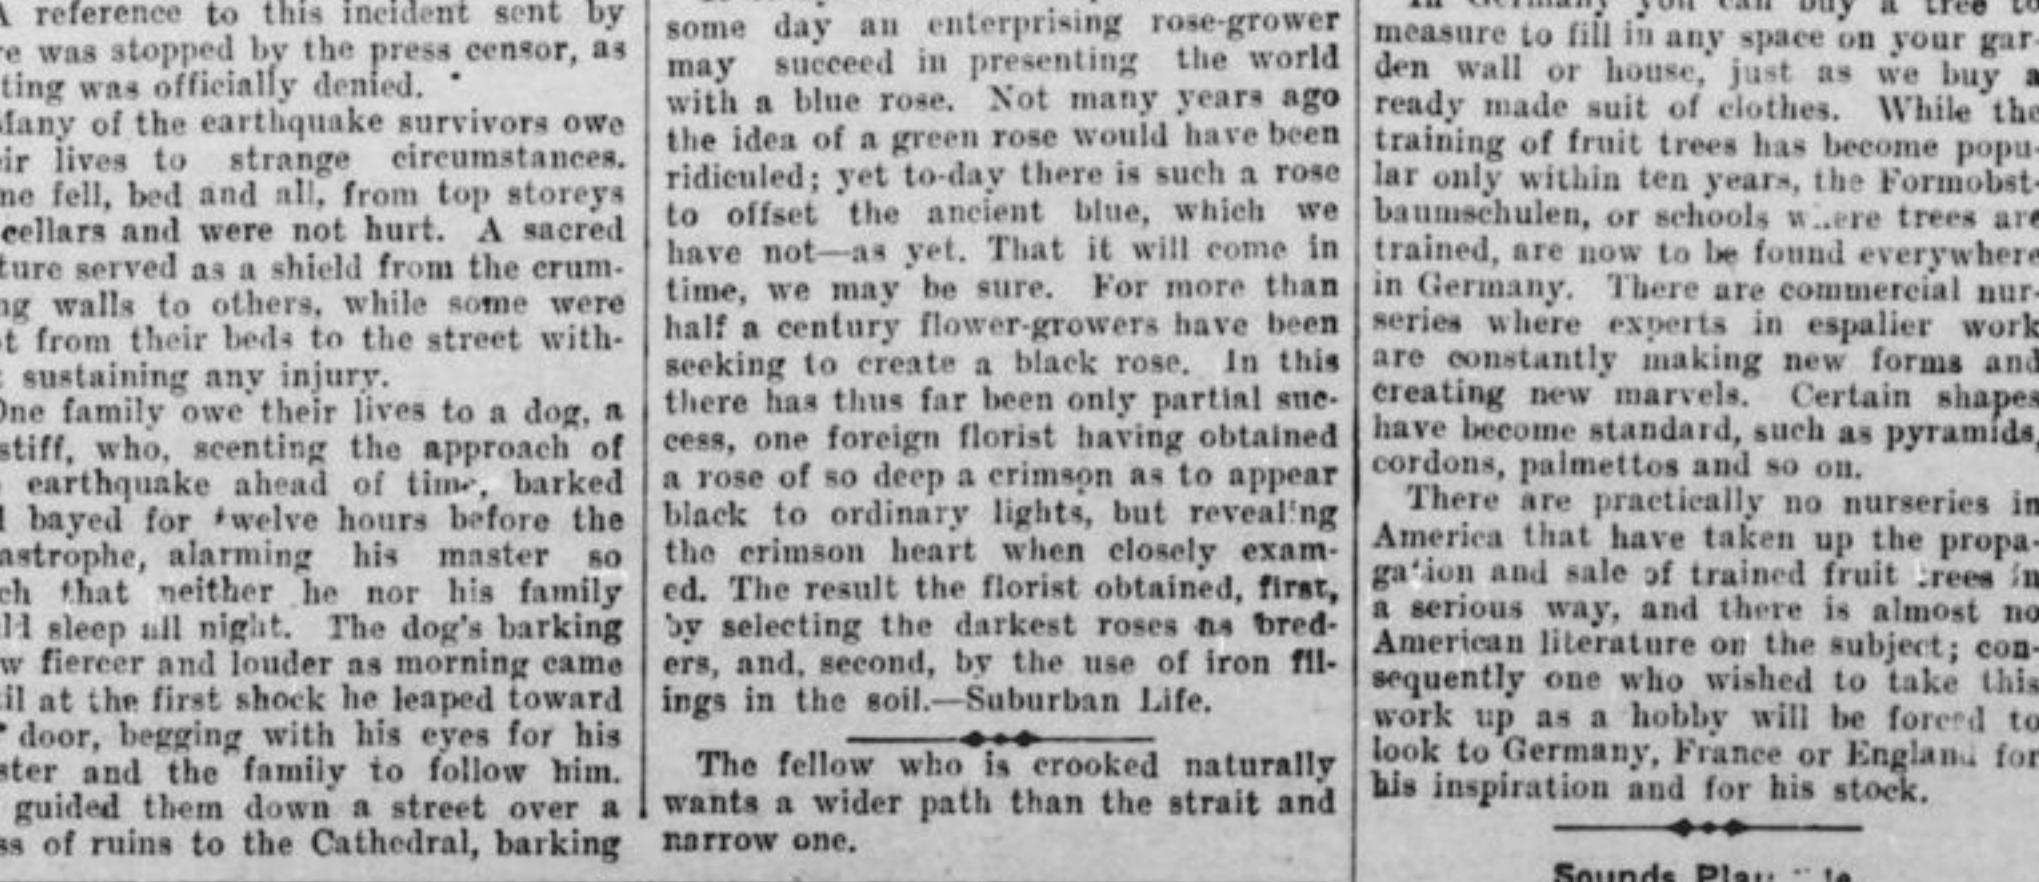 A reference to this incident sent by
was stopped by the press censor, as
ting was officially denied.
Many of the earthquake survivors owe
eir lives to strange circumstances.
me fell, bed and all, from top storeys
cellars and were not hurt. A sacred
ture served as a shield from the crum-
ng walls to others, while some were
t from their beds to the street with-
sustaining any injury.
One family owe their lives to a dog, a
stiff, who, scenting the approach of
earthquake ahead of time, barked
bayed for twelve hours before the
astrophe, alarming his master so
ch that neither he nor his family
ld sleep all night. The dog's barking
w fiercer and louder as morning came
til at the first shock he leaped toward
door, begging with his eyes for his
ster and the family to follow him.
guided them down a street over a
ss of ruins to the Cathedral, barking
some day an enterprising rose-grower
may succeed in presenting the world
with a blue rose. Not many years ago
the idea of a green rose would have been
ridiculed; yet to-day there is such a rose
to offset the ancient blue, which we
have not—as yet. That it will come in
time, we may be sure. For more than
half a century flower-growers have been
seeking to create a black rose. In this
there has thus far been only partial suc-
cess, one foreign florist having obtained
a rose of so deep a crimson as to appear
black to ordinary lights, but revealing
the crimson heart when closely exam-
ed. The result the florist obtained, first,
by selecting the darkest roses as bred-
ers, and, second, by the use of iron fil-
ings in the soil.—Suburban Life.
The fellow who is crooked naturally
wants a wider path than the strait and
narrow one.
In Germany you can buy a tree to
measure to fill in any space on your gar-
den wall or house, just as we buy a
ready made suit of clothes. While the
training of fruit trees has become popu-
lar only within ten years, the Formobst-
baumschulen, or schools where trees are
trained, are now to be found everywhere
in Germany. There are commercial nur-
series where experts in espalier work
are constantly making new forms and
creating new marvels. Certain shapes
have become standard, such as pyramids,
cordons, palmettos and so on.
There are practically no nurseries in
America that have taken up the propa-
gation and sale of trained fruit trees in
a serious way, and there is almost no
American literature on the subject; con-
sequently one who wished to take this
work up as a hobby will be forced to
look to Germany, France or England for
his inspiration and for his stock.
Sounds